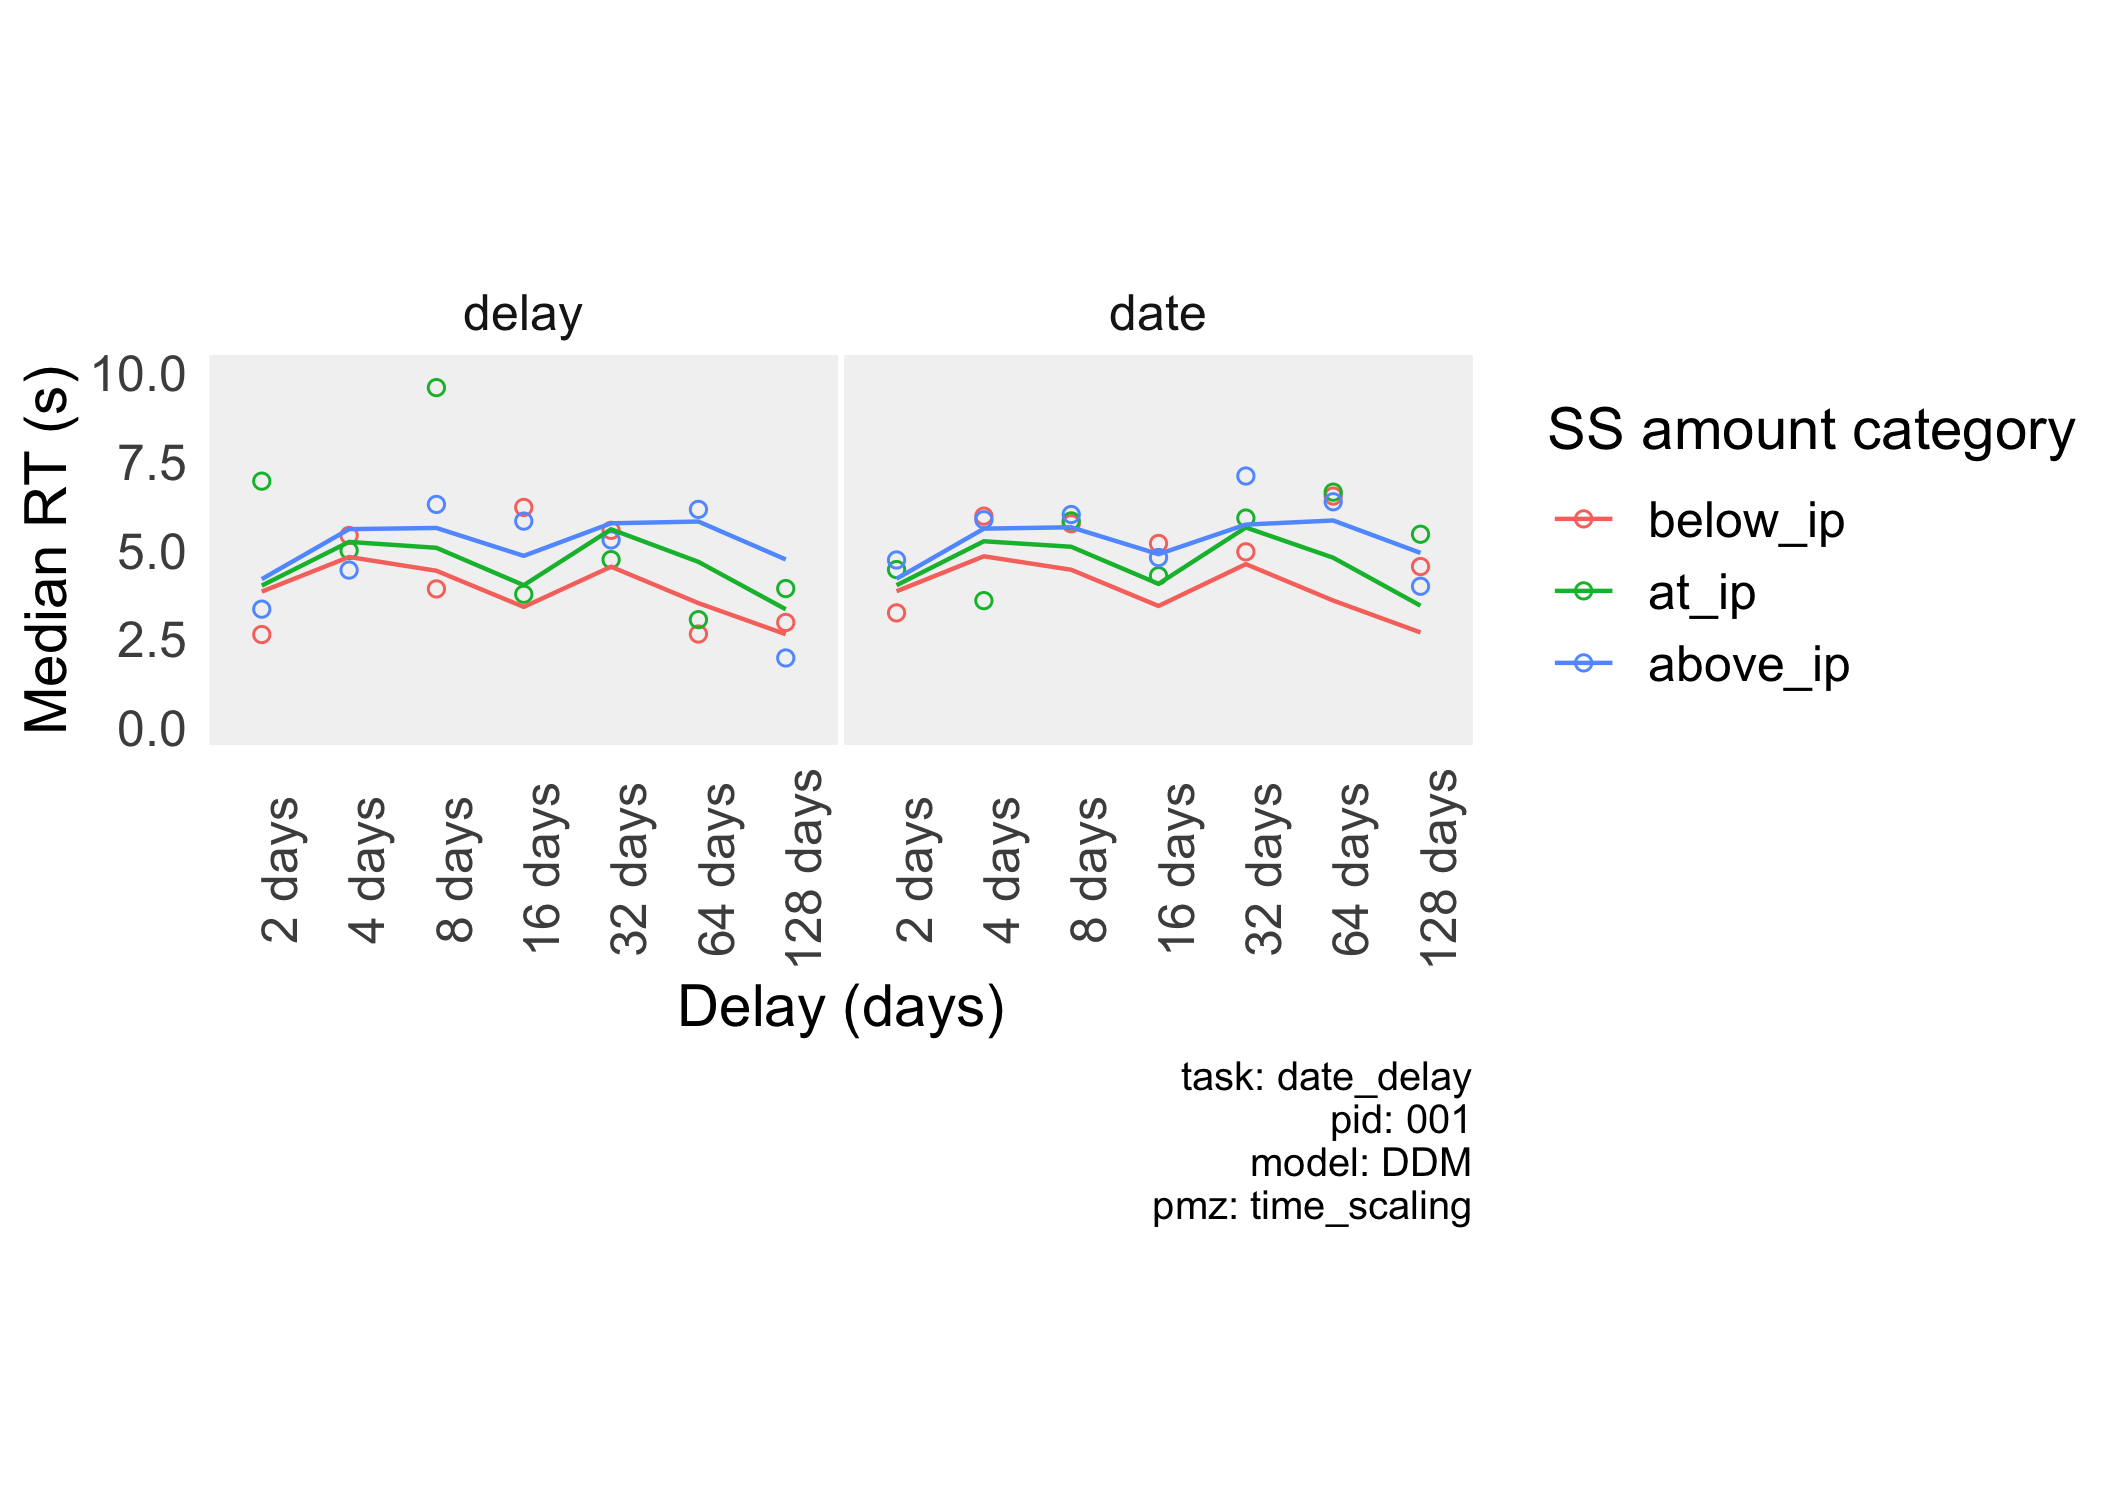 delay
date
Median RT (s)
10.0
7.5
5.0
2.5
0.0
2 days
4 days
8 days
16 days
32 days
64 days
128 days
2 days
4 days
8 days
16 days
32 days
64 days
128 days
Delay (days)
SS amount category
below_ip
at_ip
above_ip
task: date_delay
pid: 001
model: DDM
pmz: time_scaling